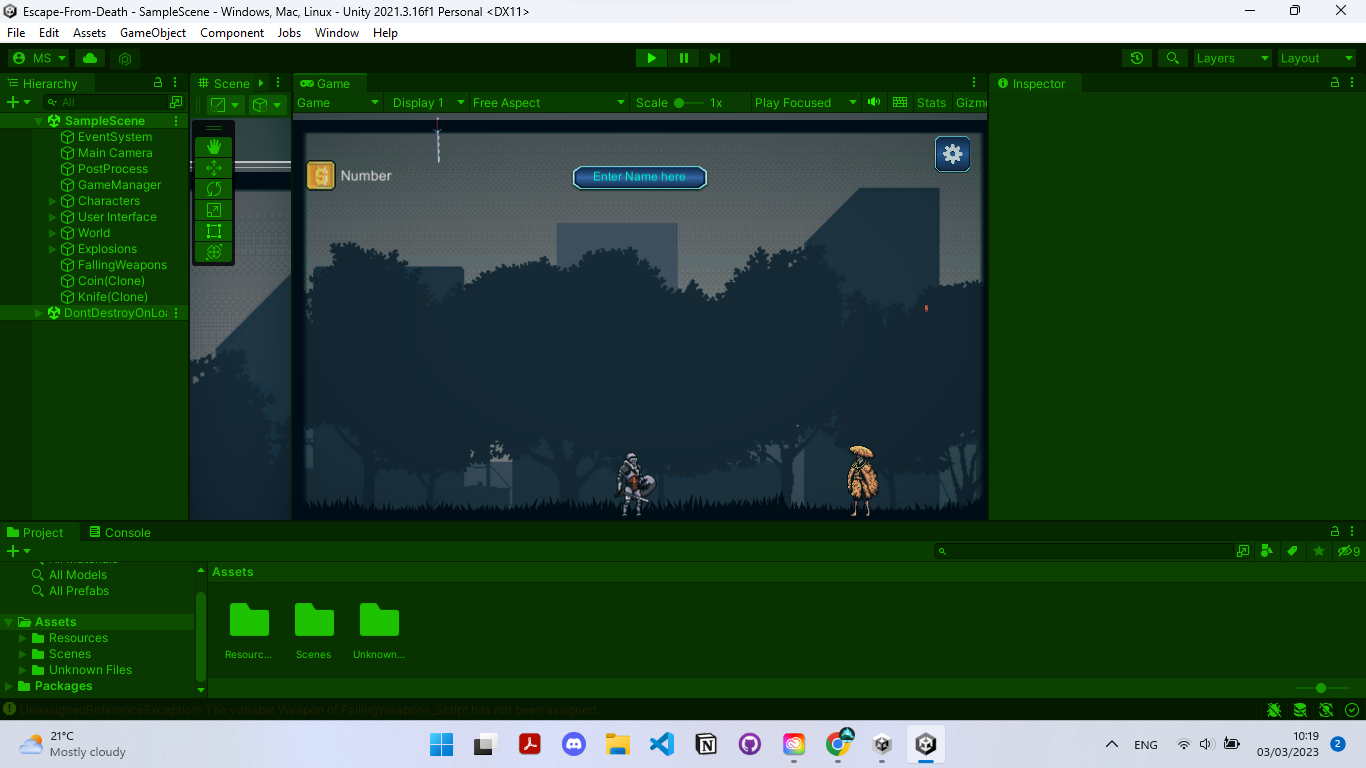 Escape-From-Death - SampleScene - Windows, Mac, Linux - Unity 2021.3.16f1 Personal <DX11>
File Edit Assets GameObject Component Jobs Window Help
MS Layers Layout
Hierarchy Scene Game Inspector
All Game Display 1 Free Aspect Scale 1x Play Focused Stats Gizm
SampleScene
EventSystem
Main Camera
PostProcess
GameManager
Characters
User Interface
World
Explosions
FallingWeapons
Coin(Clone)
Knife(Clone)
DontDestroyOnLoa
Number
Enter Name here
Project Console
9
All Models
All Prefabs
Assets
Resources
Scenes
Unknown Files
Packages
Assets
Resourc... Scenes Unknown...
UnassignedReferenceException: The variable Weapon of FallingWeapons_Script has not been assigned.
21°C
Mostly cloudy
ENG
10:19
03/03/2023
2